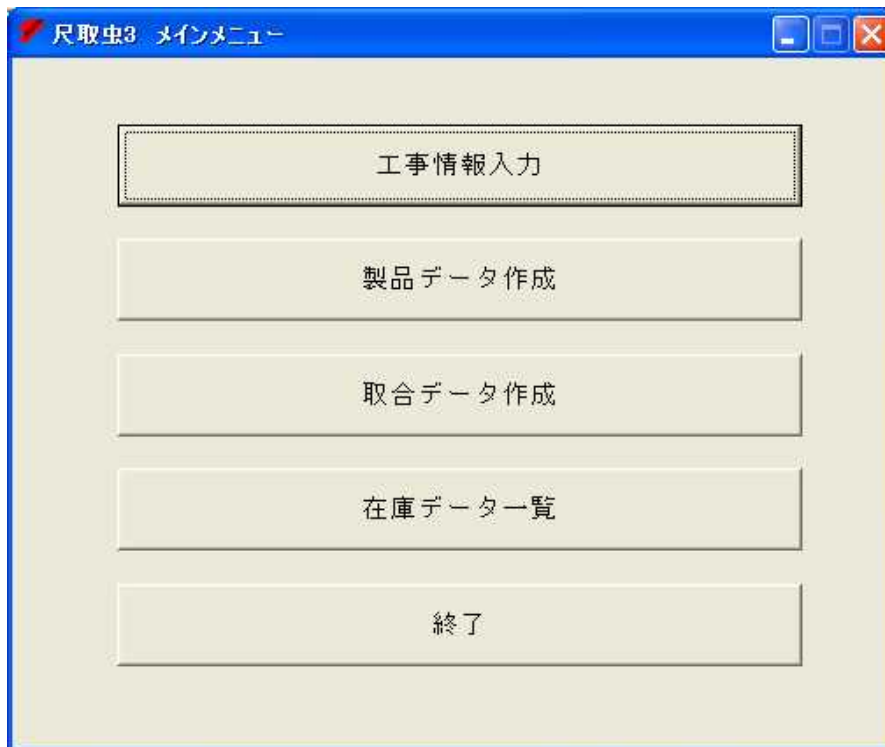 尺取虫3 メインメニュー
工事情報入力
製品データ作成
取合データ作成
在庫データ一覧
終了